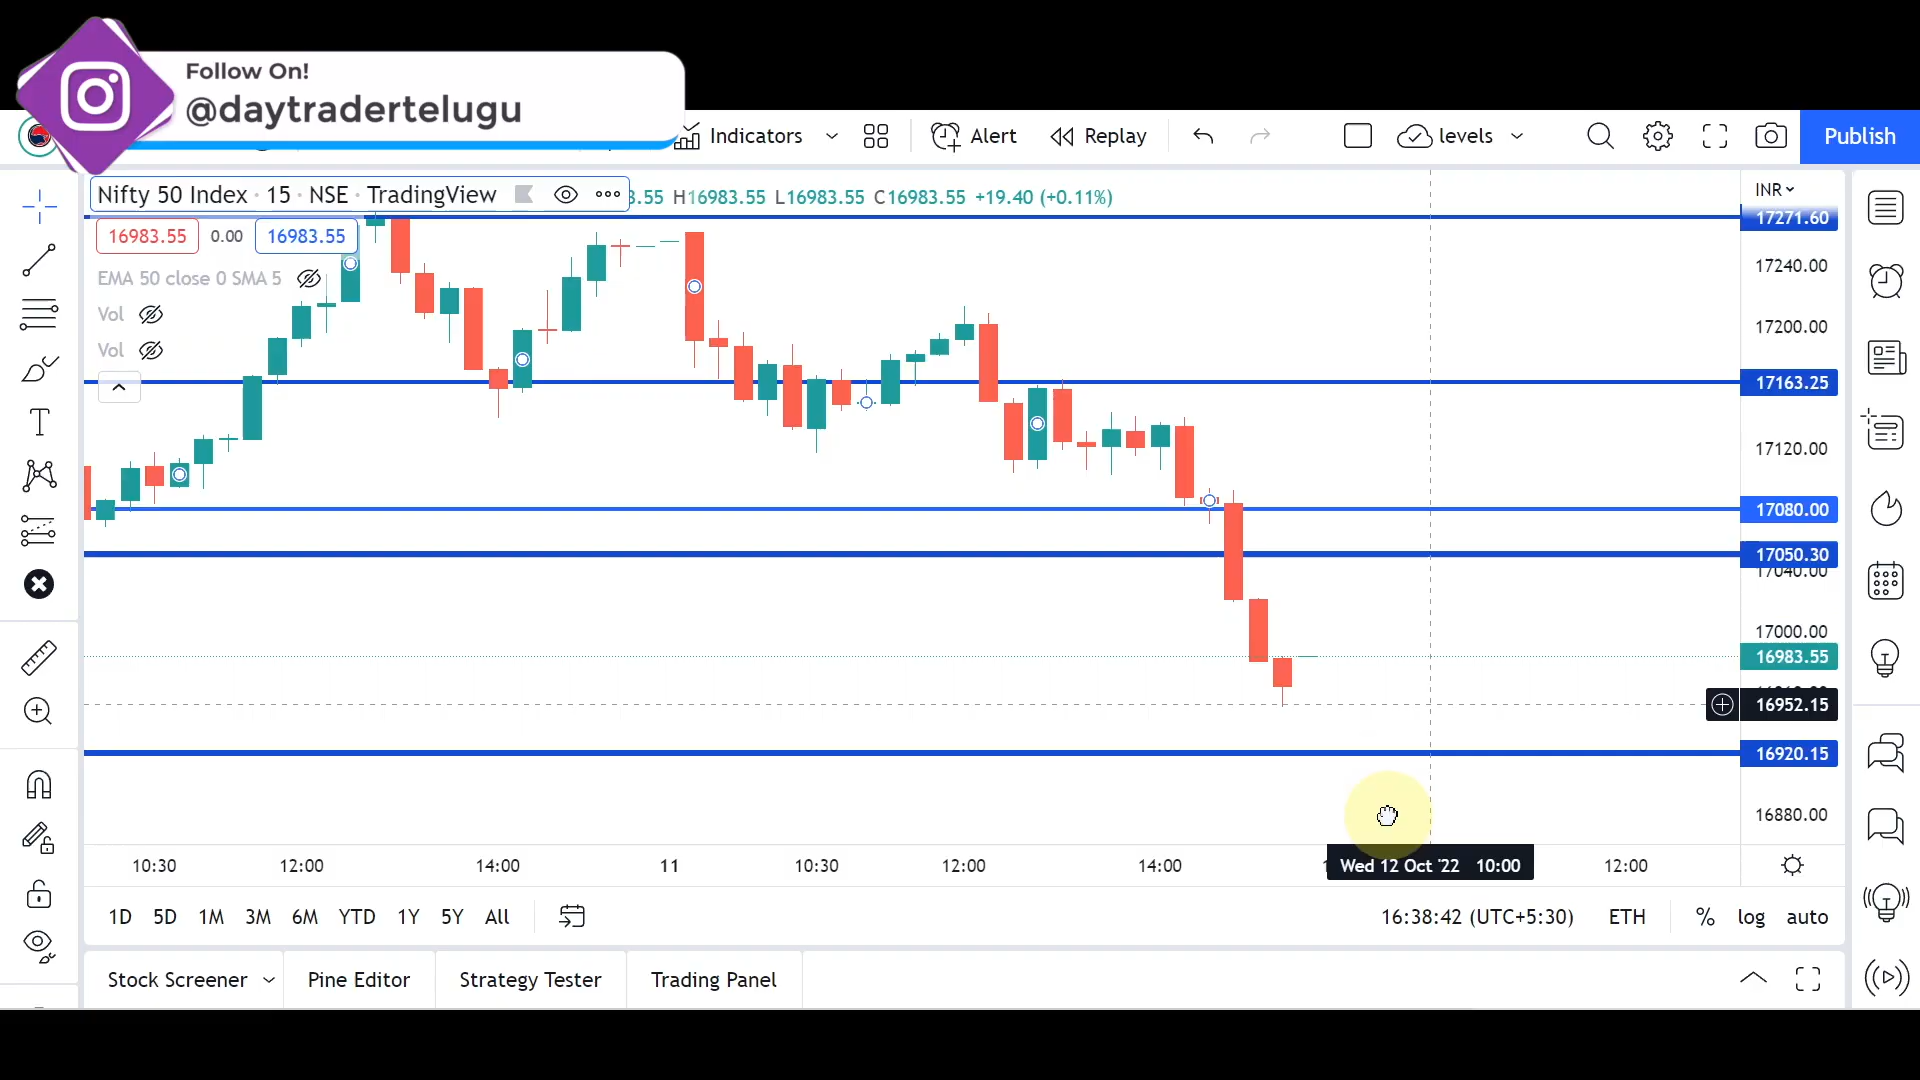 Follow On!
@daytradertelugu
Indicators
Alert
Replay
levels
Publish
Nifty 50 Index · 15 · NSE · TradingView
3.55 H16983.55 L16983.55 C16983.55 +19.40 (+0.11%)
INR
16983.55 0.00 16983.55
EMA 50 close 0 SMA 5
Vol
Vol
17271.60
17240.00
17200.00
17163.25
17120.00
17080.00
17050.30
17040.00
17000.00
16983.55
16952.15
16920.15
16880.00
10:30 12:00 14:00 11 10:30 12:00 14:00 Wed 12 Oct '22 10:00 12:00
1D 5D 1M 3M 6M YTD 1Y 5Y All
16:38:42 (UTC+5:30) ETH % log auto
Stock Screener Pine Editor Strategy Tester Trading Panel